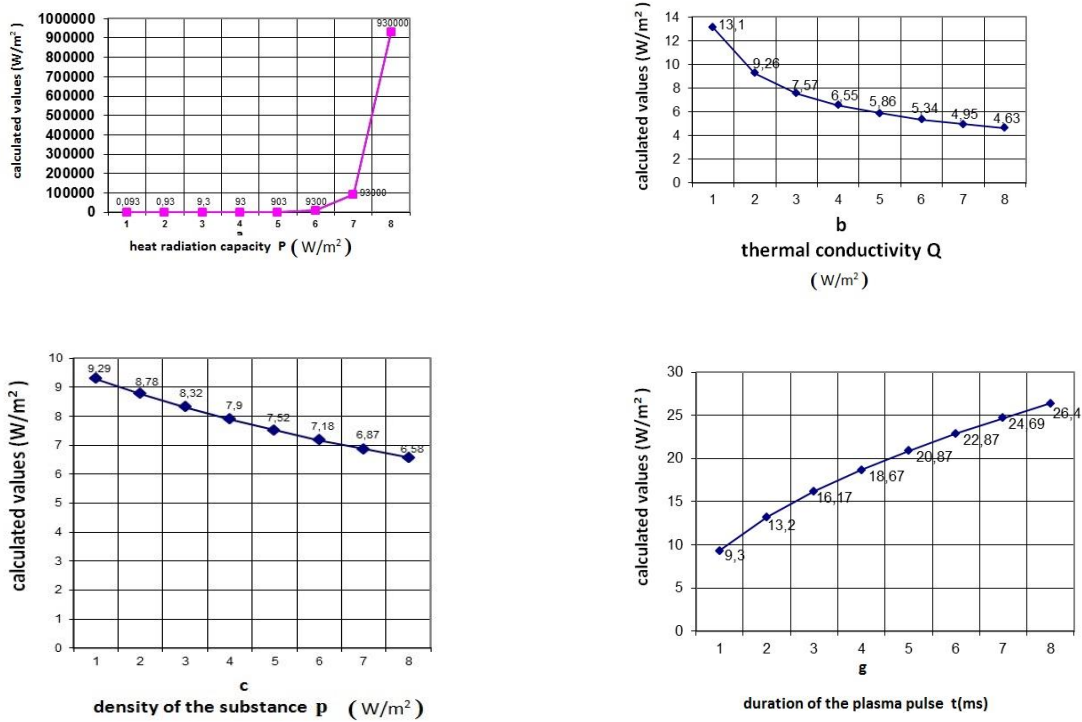 calculated values (W/m²)
1000000
900000
800000
700000
600000
500000
400000
300000
200000
100000
0
0,093 0,93 9,3 93 903 9300 93000 930000
1 2 3 4 5 6 7 8
heat radiation capacity P ( W/m² )
calculated values (W/m²)
14
12
10
8
6
4
2
0
13,1 9,26 7,57 6,55 5,86 5,34 4,95 4,63
1 2 3 4 5 6 7 8
b
thermal conductivity Q
( W/m² )
calculated values (W/m²)
10
9
8
7
6
5
4
3
2
1
0
9,29 8,78 8,32 7,9 7,52 7,18 6,87 6,58
1 2 3 4 5 6 7 8
c
density of the substance p ( W/m² )
calculated values (W/m²)
30
25
20
15
10
5
0
9,3 13,2 16,17 18,67 20,87 22,87 24,69 26,4
1 2 3 4 5 6 7 8
g
duration of the plasma pulse t(ms)